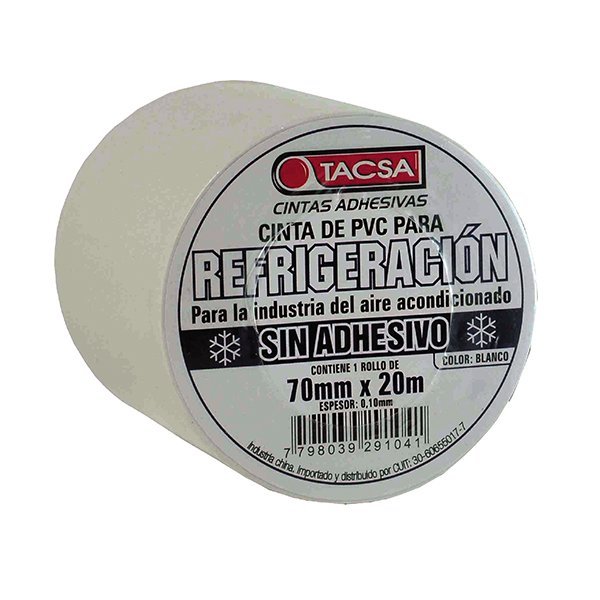 TACSA
CINTAS ADHESIVAS
CINTA DE PVC PARA
REFRIGERACIÓN
Para la industria del aire acondicionado
SIN ADHESIVO
COLOR: BLANCO
CONTIENE 1 ROLLO DE
70mm x 20m
ESPESOR: 0,10mm
7 798039 291041
Industria china. Importado y distribuido por CUIT: 30-60655017-7